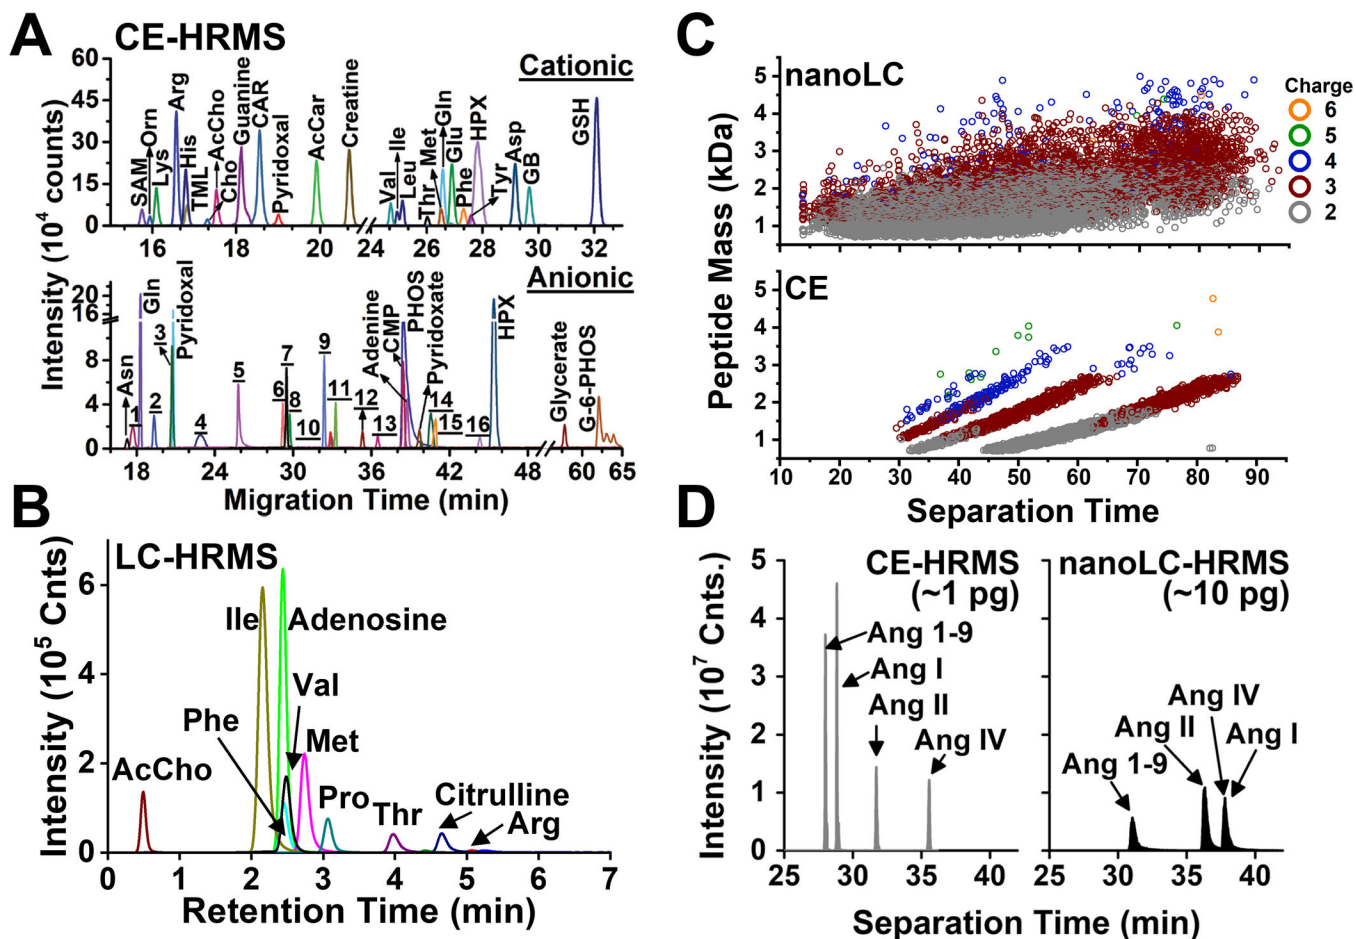 A
CE-HRMS
Cationic
Intensity (10⁴ counts)
60
45
30
15
0
SAM
Orn
Lys
Arg
His
TML
AcCho
Cho
Guanine
CAR
Pyridoxal
AcCar
Creatine
Val
Ile
Leu
Thr
Met
Gln
Glu
Phe
HPX
Tyr
Asp
GB
GSH
16 18 20 24 26 28 30 32
Anionic
20
16
8
4
0
Asn
1
Gln
2
3
Pyridoxal
4
5
6
7
8
9
10
11
12
13
Adenine
CMP
PHOS
Pyridoxate
14
15
16
HPX
Glycerate
G-6-PHOS
18 24 30 36 42 48 60 65
Migration Time (min)
B
LC-HRMS
Intensity (10⁵ Cnts)
6
4
2
0
AcCho
Ile
Adenosine
Phe
Val
Met
Pro
Thr
Citrulline
Arg
0 1 2 3 4 5 6 7
Retention Time (min)
C
nanoLC
Peptide Mass (kDa)
5
4
3
2
1
Charge
6
5
4
3
2
CE
5
4
3
2
1
10 20 30 40 50 60 70 80 90
Separation Time
D
CE-HRMS
(~1 pg)
Intensity (10⁷ Cnts.)
5
4
3
2
1
0
Ang 1-9
Ang I
Ang II
Ang IV
25 30 35 40
nanoLC-HRMS
(~10 pg)
Ang IV
Ang II
Ang I
Ang 1-9
25 30 35 40
Separation Time (min)